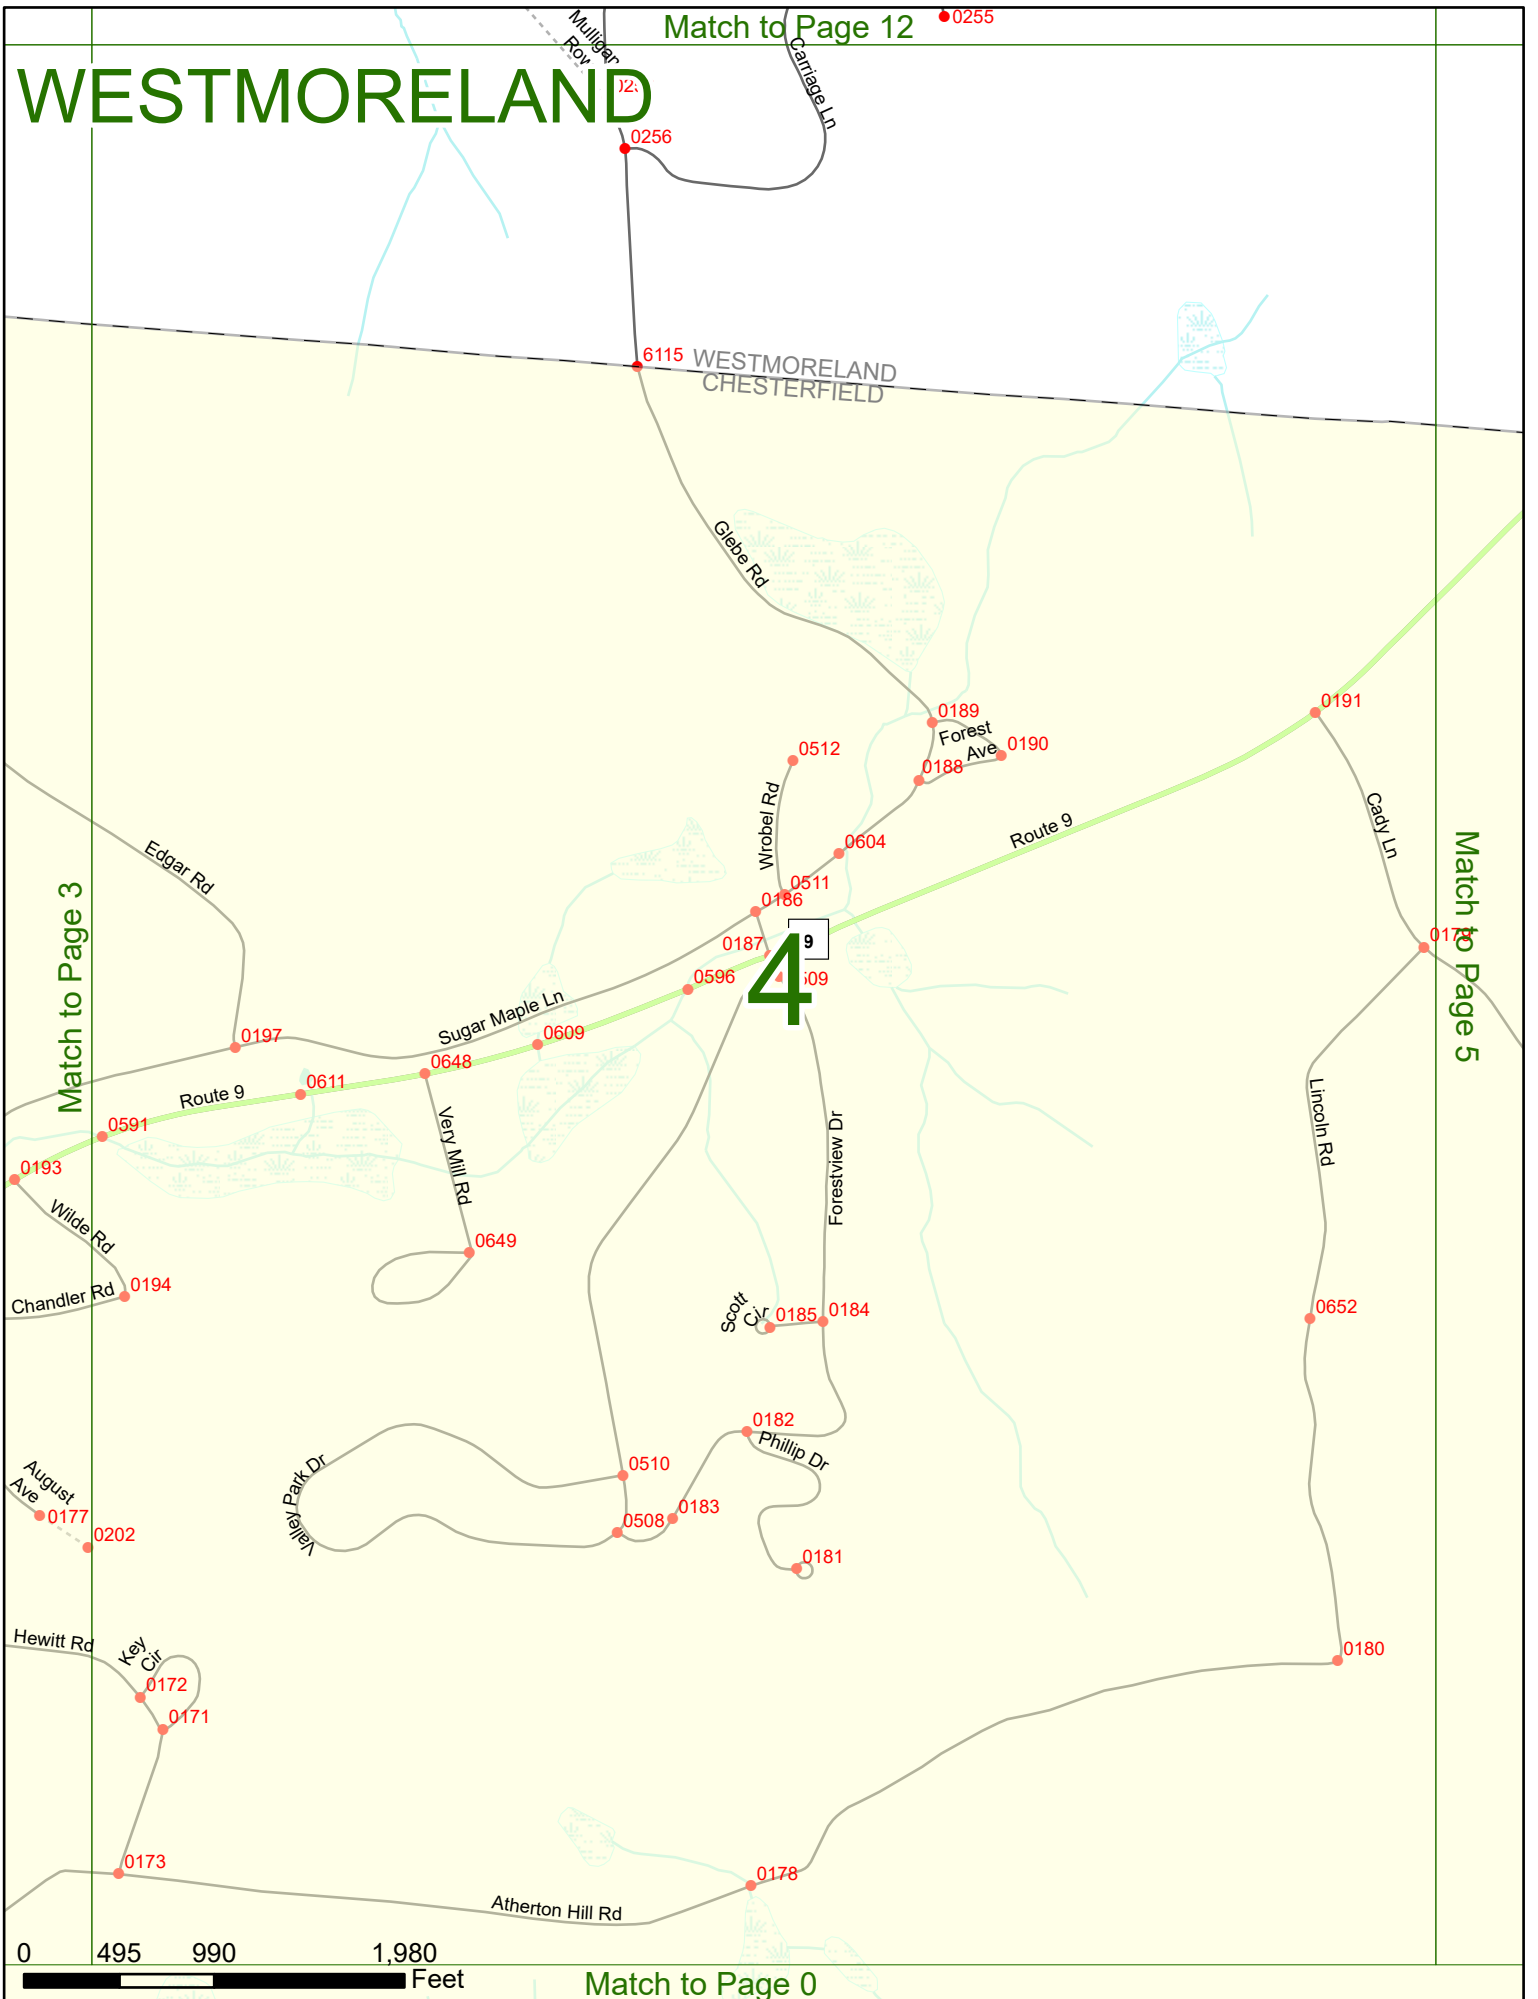 Match to Page 12
0255
Mulligan
Row
Carriage Ln
WESTMORELAND
0256
6115
WESTMORELAND
CHESTERFIELD
Glebe Rd
0191
0189
Forest
Ave
0190
0512
0188
Wrobel Rd
Route 9
Cady Ln
0604
Edgar Rd
0511
0186
Match to Page 3
Match to Page 5
0187
9
4
0596
Sugar Maple Ln
0197
0609
0648
0611
Route 9
Very Mill Rd
Forestview Dr
Lincoln Rd
0591
0193
Wilde Rd
0649
0194
Chandler Rd
Scott
Cir
0185
0184
0652
0182
Phillip Dr
Valley Park Dr
0510
August
Ave
0177
0183
0508
0202
0181
Hewitt Rd
Key
Cir
0180
0172
0171
0173
0178
Atherton Hill Rd
0 495 990 1,980
Feet
Match to Page 0